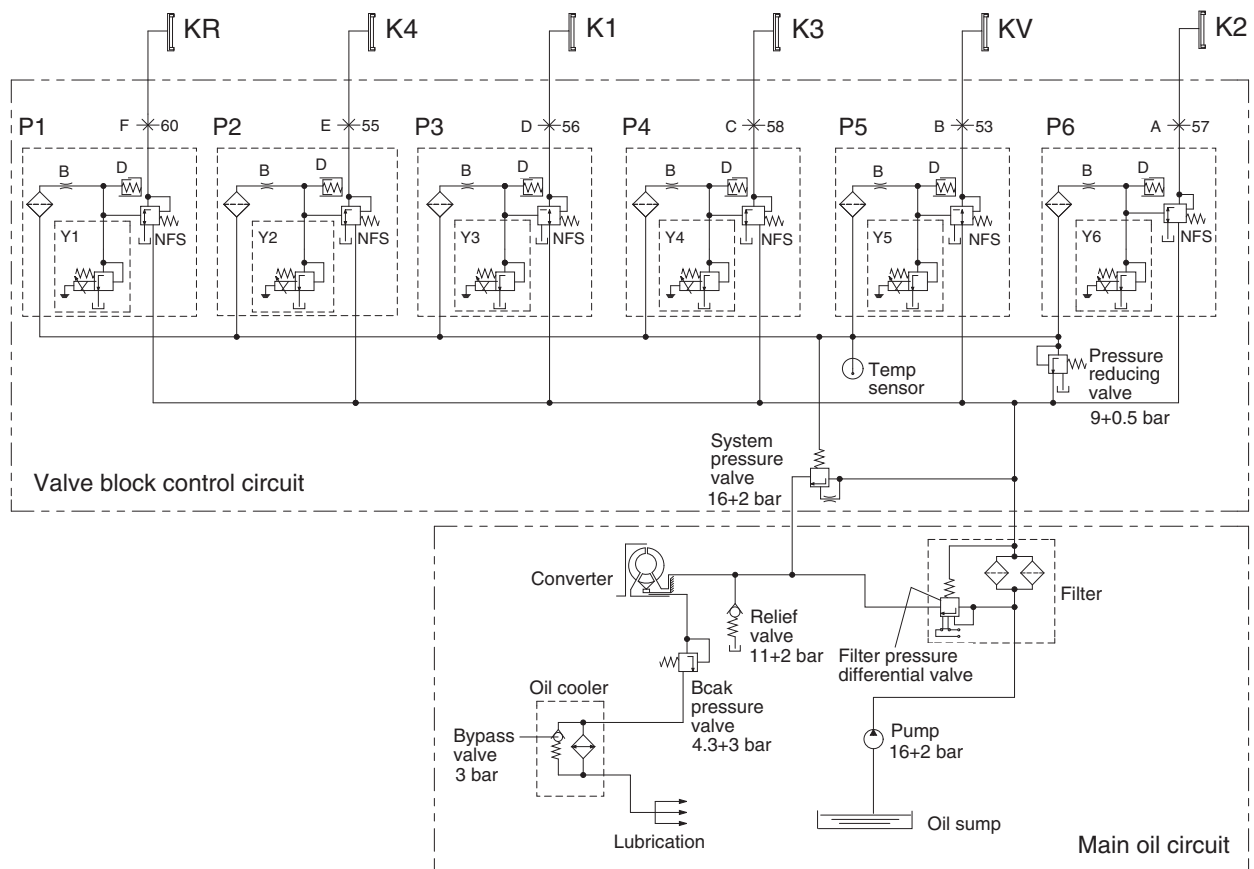 KR
K4
K1
K3
KV
K2
P1
F
60
P2
E
55
P3
D
56
P4
C
58
P5
B
53
P6
A
57
B
D
B
D
B
D
B
D
B
D
B
D
Y1
NFS
Y2
NFS
Y3
NFS
Y4
NFS
Y5
NFS
Y6
NFS
Temp
sensor
Pressure
reducing
valve
9+0.5 bar
System
pressure
valve
16+2 bar
Valve block control circuit
Converter
Relief
valve
11+2 bar
Filter
Filter pressure
differential valve
Oil cooler
Bcak
pressure
valve
4.3+3 bar
Bypass
valve
3 bar
Pump
16+2 bar
Lubrication
Oil sump
Main oil circuit